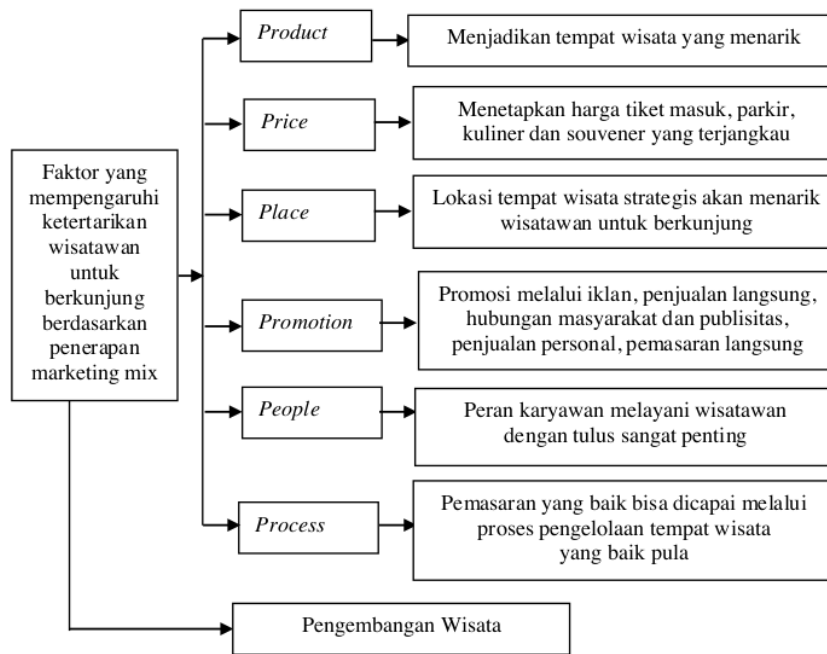 Product
Menjadikan tempat wisata yang menarik
Price
Menetapkan harga tiket masuk, parkir,
kuliner dan souvener yang terjangkau
Faktor yang
mempengaruhi
ketertarikan
wisatawan
untuk
berkunjung
berdasarkan
penerapan
marketing mix
Place
Lokasi tempat wisata strategis akan menarik
wisatawan untuk berkunjung
Promotion
Promosi melalui iklan, penjualan langsung,
hubungan masyarakat dan publisitas,
penjualan personal, pemasaran langsung
People
Peran karyawan melayani wisatawan
dengan tulus sangat penting
Process
Pemasaran yang baik bisa dicapai melalui
proses pengelolaan tempat wisata
yang baik pula
Pengembangan Wisata